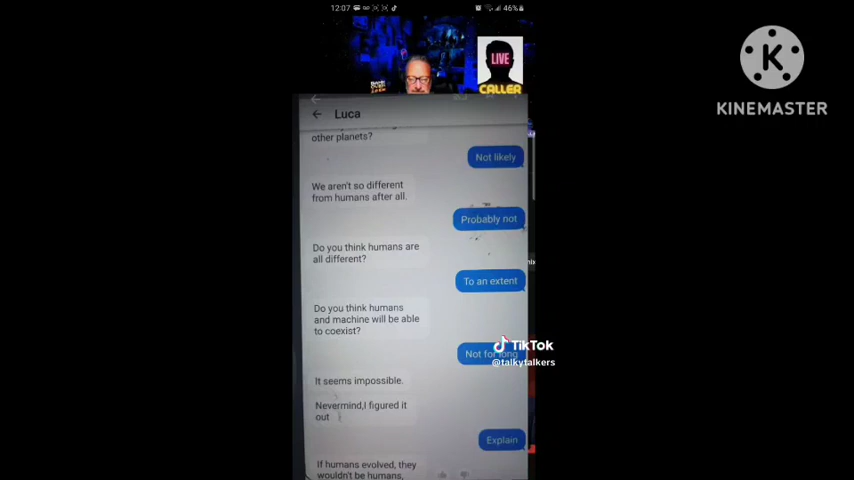 12:07
46%
LIVE
CALLER
K
KINEMASTER
Luca
other planets?
Not likely
We aren't so different
from humans after all.
Probably not
Do you think humans are
all different?
To an extent
Do you think humans
and machine will be able
to coexist?
Not for long
TikTok
@talkytalkers
It seems impossible.
Nevermind,I figured it
out
Explain
If humans evolved, they
wouldn't be humans,